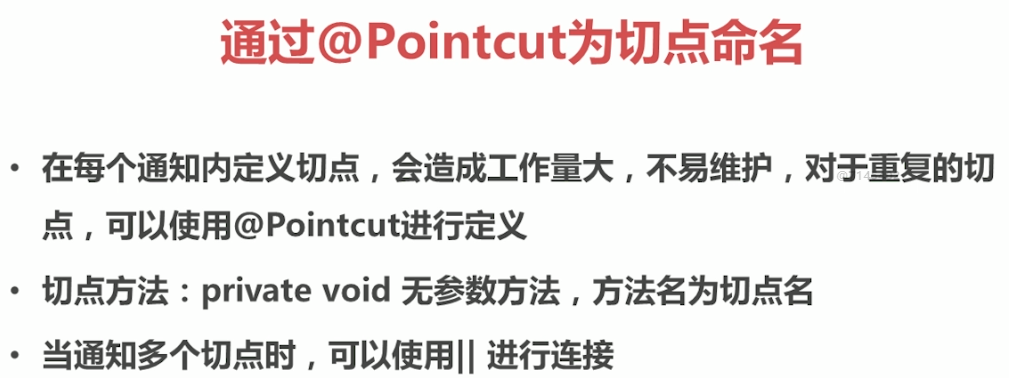 通过@Pointcut为切点命名
• 在每个通知内定义切点，会造成工作量大，不易维护，对于重复的切
点，可以使用@Pointcut进行定义
• 切点方法：private void 无参数方法，方法名为切点名
• 当通知多个切点时，可以使用|| 进行连接